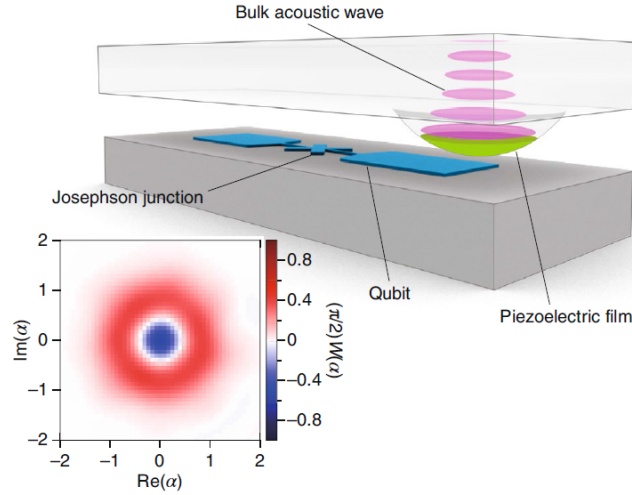 Bulk acoustic wave
Josephson junction
Qubit
Piezoelectric film
2
1
0
−1
−2
Im(α)
−2
−1
0
1
2
Re(α)
0.8
0.4
0
−0.4
−0.8
(π/2) W(α)